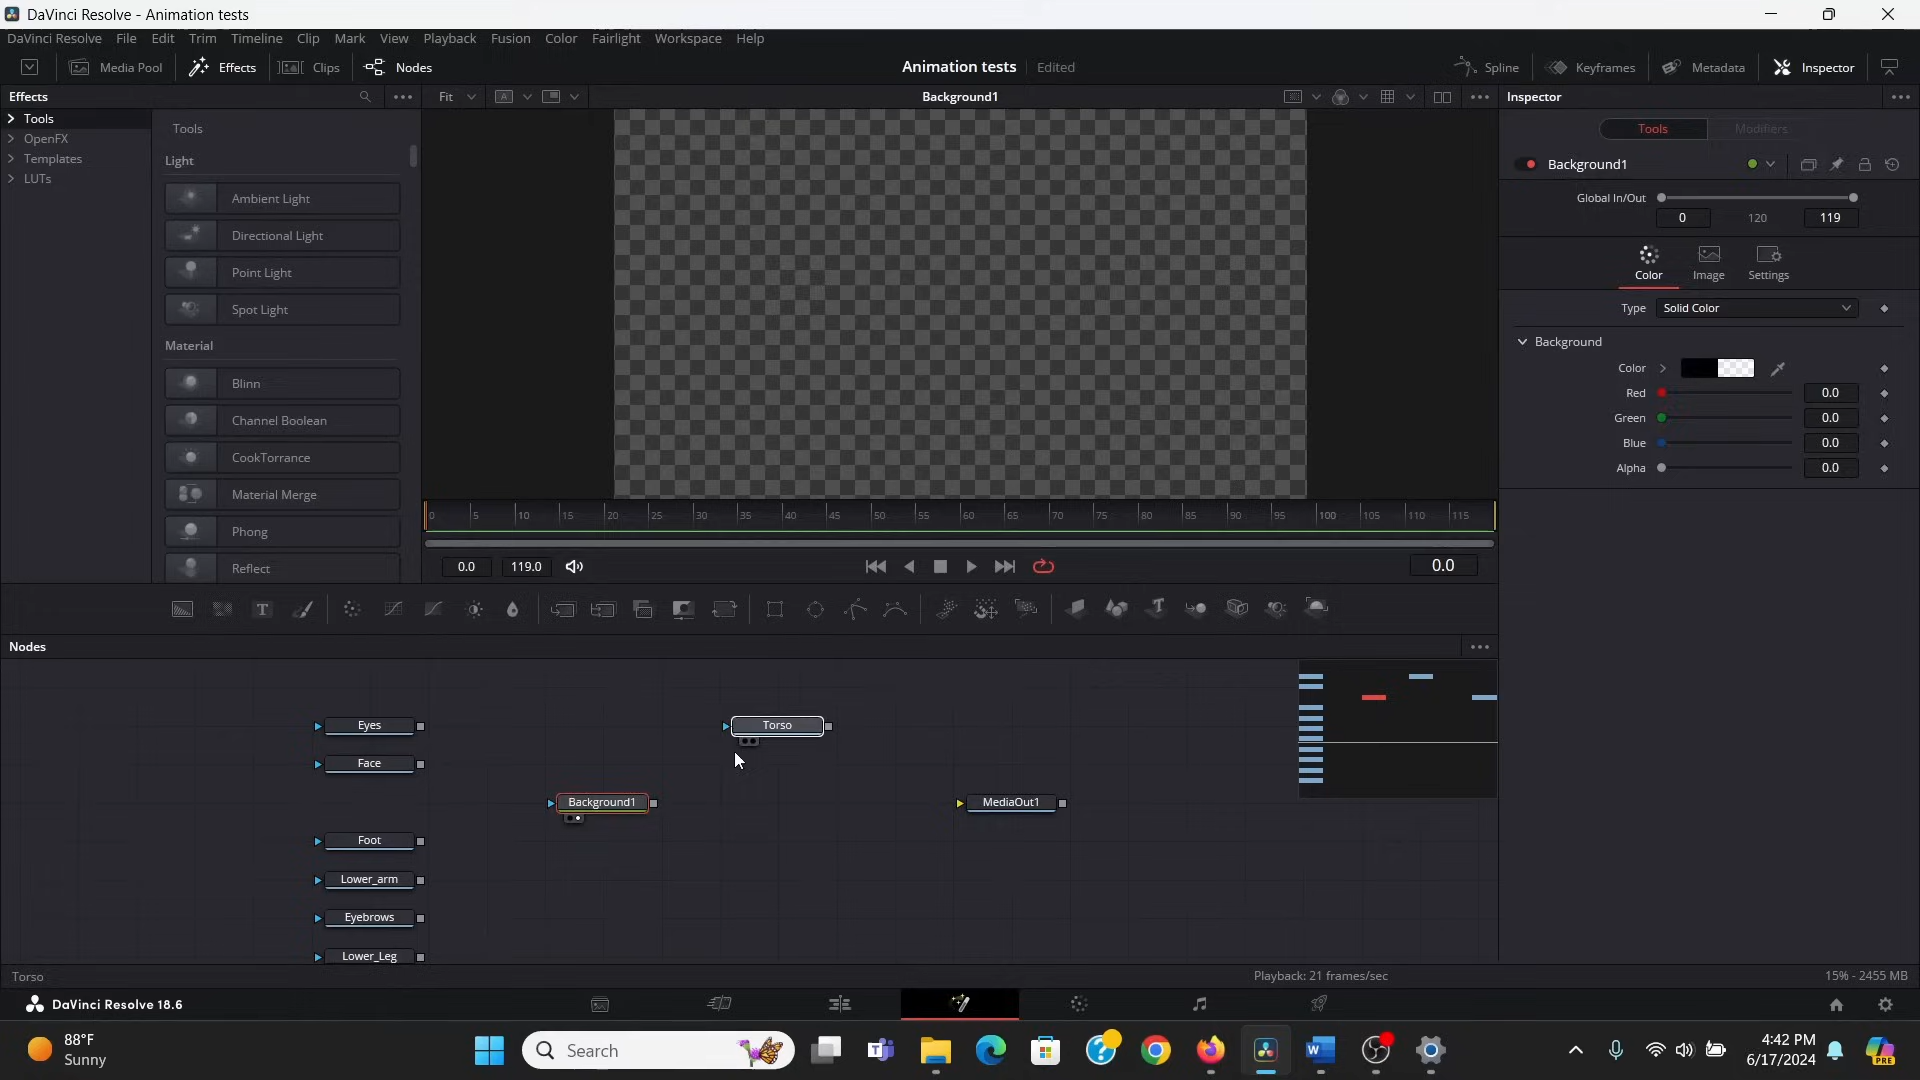 DaVinci Resolve - Animation tests
DaVinci Resolve File Edit Trim Timeline Clip Mark View Playback Fusion Color Fairlight Workspace Help
Media Pool Effects Clips Nodes Animation tests Edited Spline Keyframes Metadata Inspector
Effects Fit Background1 Inspector
Tools
OpenFX
Templates
LUTs
Tools
Light
Ambient Light
Directional Light
Point Light
Spot Light
Material
Blinn
Channel Boolean
CookTorrance
Material Merge
Phong
Reflect
0 5 10 15 20 25 30 35 40 45 50 55 60 65 70 75 80 85 90 95 100 105 110 115
0.0 119.0 0.0
Tools Modifiers
Background1
Global In/Out
0 120 119
Color Image Settings
Type Solid Color
Background
Color
Red 0.0
Green 0.0
Blue 0.0
Alpha 0.0
Nodes
Eyes Torso
Face
Background1 MediaOut1
Foot
Lower_arm
Eyebrows
Lower_Leg
Torso Playback: 21 frames/sec 15% - 2455 MB
DaVinci Resolve 18.6
88°F
Sunny
Search
4:42 PM
6/17/2024
PRE